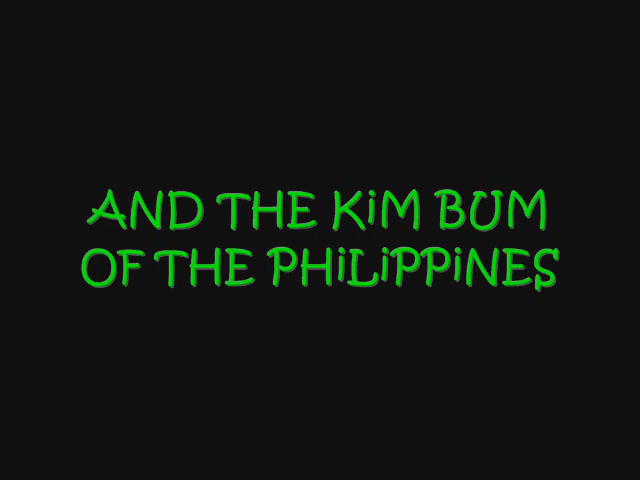 AND THE KiM BUM
OF THE PHiLiPPiNES